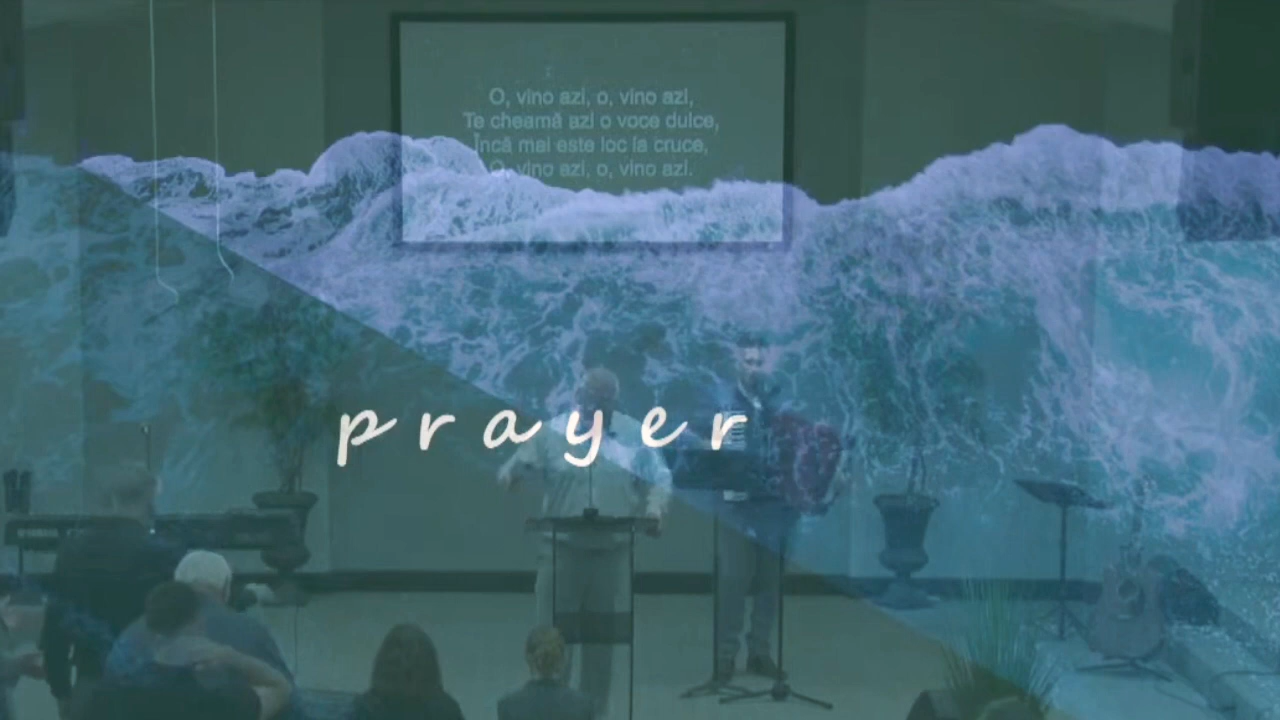 O, vino azi, o, vino azi,
Te cheamă azi o voce dulce,
Încă mai este loc la cruce,
O, vino azi, o, vino azi.
prayer